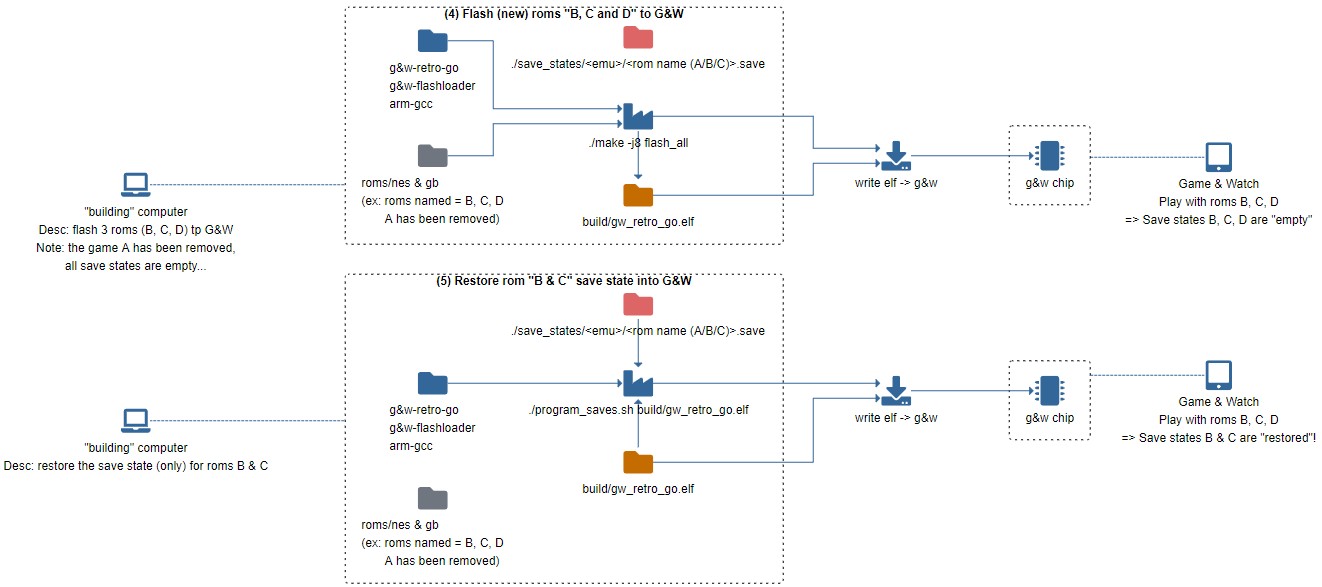 (4) Flash (new) roms "B, C and D" to G&W
g&w-retro-go
g&w-flashloader
arm-gcc
./save_states/<emu>/<rom name (A/B/C)>.save
./make -j8 flash_all
roms/nes & gb
(ex: roms named = B, C, D
A has been removed)
build/gw_retro_go.elf
"building" computer
Desc: flash 3 roms (B, C, D) tp G&W
Note: the game A has been removed,
all save states are empty...
write elf -> g&w
g&w chip
Game & Watch
Play with roms B, C, D
=> Save states B, C, D are "empty"
(5) Restore rom "B & C" save state into G&W
./save_states/<emu>/<rom name (A/B/C)>.save
g&w-retro-go
g&w-flashloader
arm-gcc
./program_saves.sh build/gw_retro_go.elf
build/gw_retro_go.elf
roms/nes & gb
(ex: roms named = B, C, D
A has been removed)
"building" computer
Desc: restore the save state (only) for roms B & C
write elf -> g&w
g&w chip
Game & Watch
Play with roms B, C, D
=> Save states B & C are "restored"!